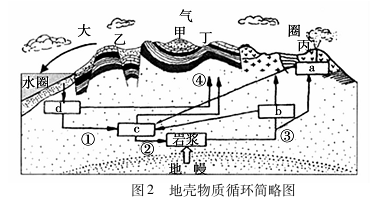 大 气 圈
甲 丁
乙 丙
a
水圈
④
d b
① c ③
② 岩浆
地 幔
图2 地壳物质循环简略图